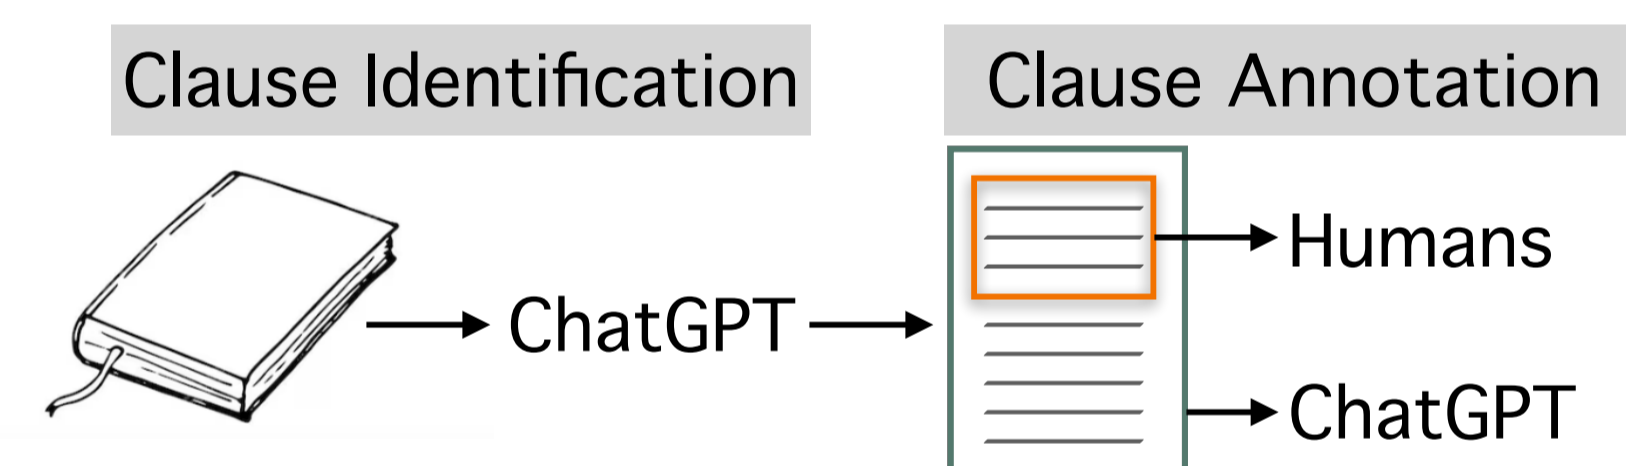 Clause Identification
Clause Annotation
Humans
ChatGPT
ChatGPT